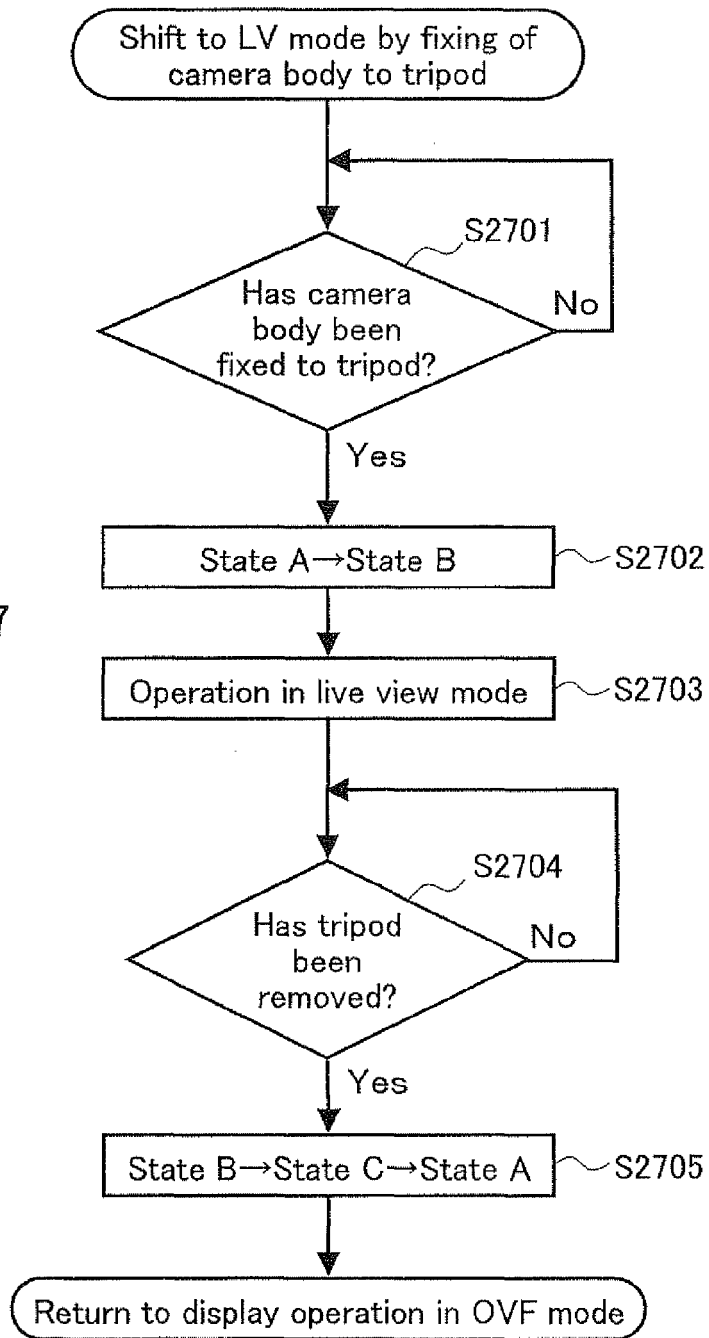 Shift to LV mode by fixing of
camera body to tripod
S2701
Has camera
body been
fixed to tripod?
No
Yes
State A→State B
S2702
7
Operation in live view mode
S2703
S2704
Has tripod
been
removed?
No
Yes
State B→State C→State A
S2705
Return to display operation in OVF mode